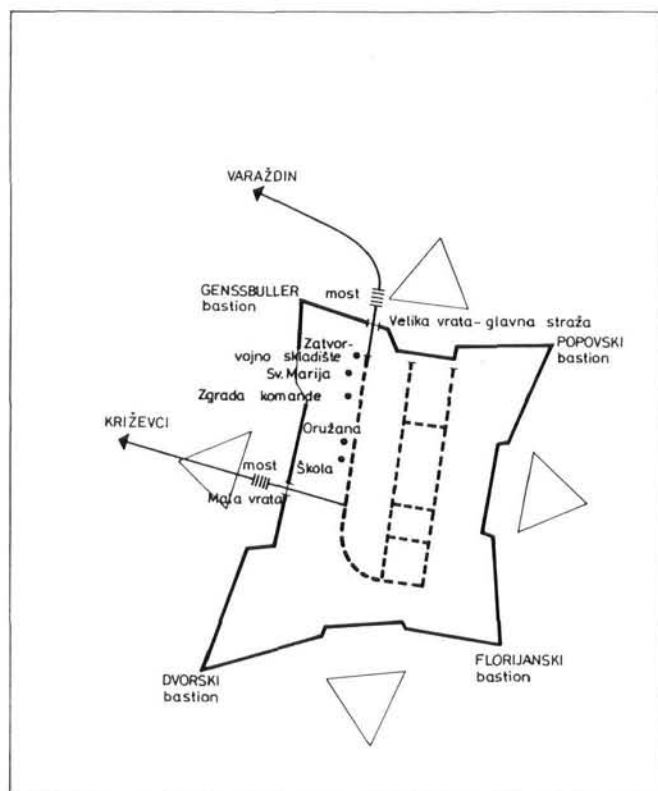 VARAŽDIN
GENSSBULLER
bastion
most
Velika vrata-glavna straža
POPOVSKI
bastion
Zatvor-
vojno skladište
Sv. Marija
Zgrada komande
KRIŽEVCI
Oružana
most
Škola
Mala vrata
DVORSKI
bastion
FLORIJANSKI
bastion